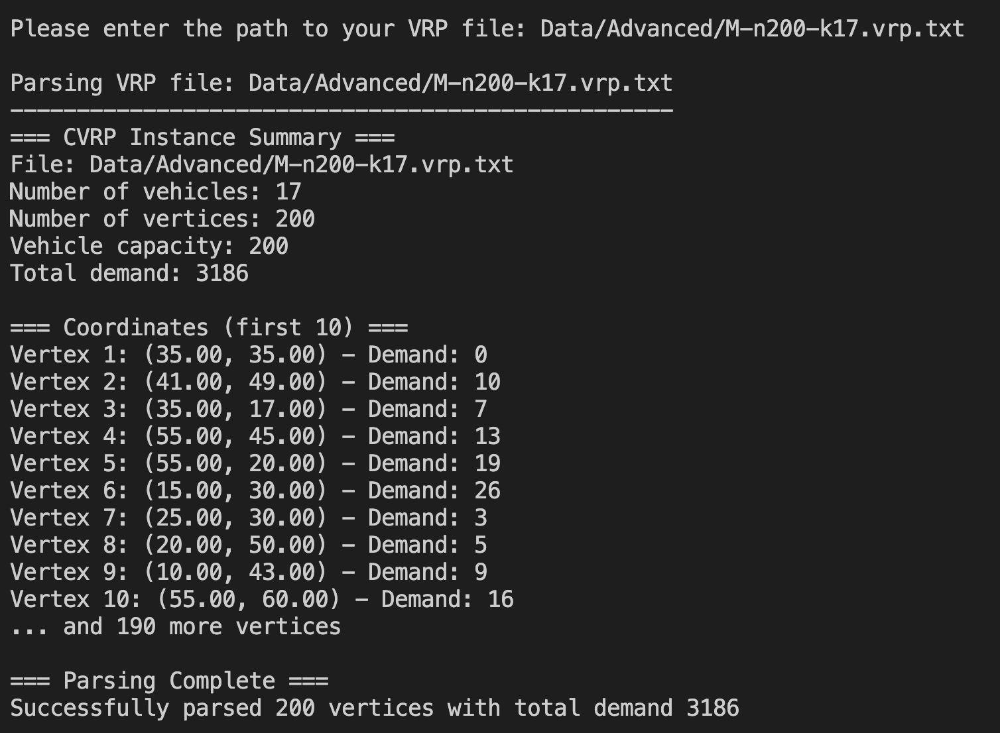 Please enter the path to your VRP file: Data/Advanced/M-n200-k17.vrp.txt
Parsing VRP file: Data/Advanced/M-n200-k17.vrp.txt
--------------------------------------------------
=== CVRP Instance Summary ===
File: Data/Advanced/M-n200-k17.vrp.txt
Number of vehicles: 17
Number of vertices: 200
Vehicle capacity: 200
Total demand: 3186
=== Coordinates (first 10) ===
Vertex 1: (35.00, 35.00) - Demand: 0
Vertex 2: (41.00, 49.00) - Demand: 10
Vertex 3: (35.00, 17.00) - Demand: 7
Vertex 4: (55.00, 45.00) - Demand: 13
Vertex 5: (55.00, 20.00) - Demand: 19
Vertex 6: (15.00, 30.00) - Demand: 26
Vertex 7: (25.00, 30.00) - Demand: 3
Vertex 8: (20.00, 50.00) - Demand: 5
Vertex 9: (10.00, 43.00) - Demand: 9
Vertex 10: (55.00, 60.00) - Demand: 16
... and 190 more vertices
=== Parsing Complete ===
Successfully parsed 200 vertices with total demand 3186